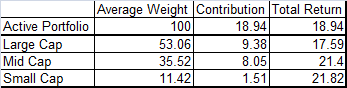 Average Weight Contribution Total Return
Active Portfolio 100 18.94 18.94
Large Cap 53.06 9.38 17.59
Mid Cap 35.52 8.05 21.4
Small Cap 11.42 1.51 21.82